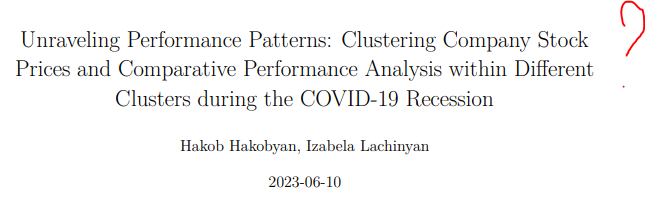 Unraveling Performance Patterns: Clustering Company Stock
Prices and Comparative Performance Analysis within Different
Clusters during the COVID-19 Recession
Hakob Hakobyan, Izabela Lachinyan
2023-06-10
?